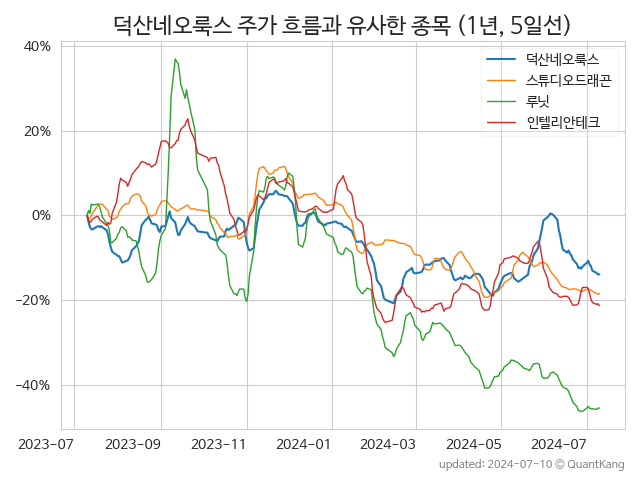 덕산네오룩스 주가 흐름과 유사한 종목 (1년, 5일선)
덕산네오룩스
스튜디오드래곤
루닛
인텔리안테크
40%
20%
0%
−20%
−40%
2023-07 2023-09 2023-11 2024-01 2024-03 2024-05 2024-07
updated: 2024-07-10 © QuantKang